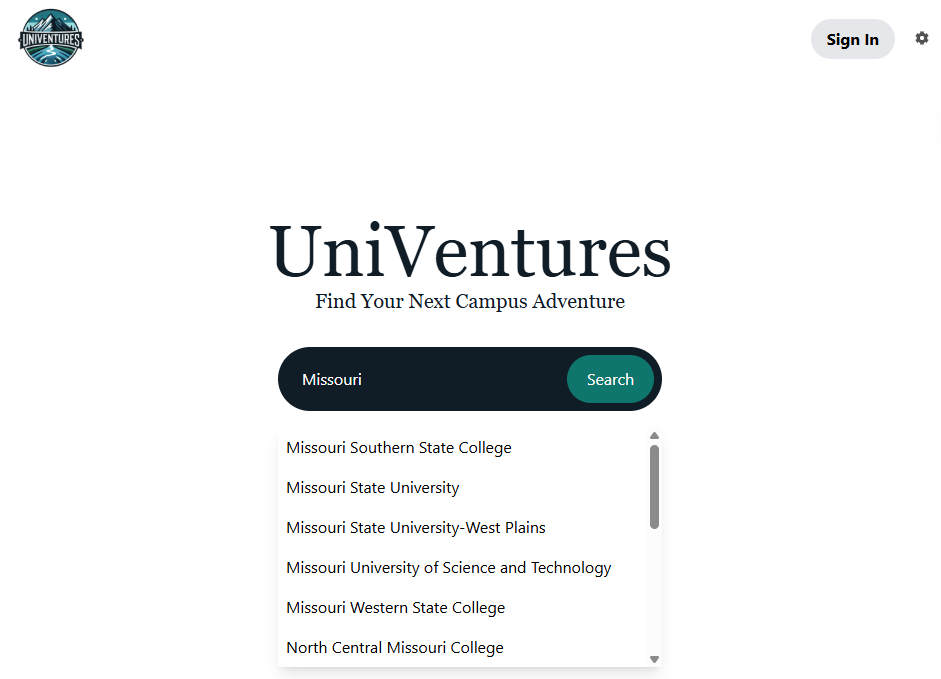 UNIVENTURES
Sign In
UniVentures
Find Your Next Campus Adventure
Missouri
Search
Missouri Southern State College
Missouri State University
Missouri State University-West Plains
Missouri University of Science and Technology
Missouri Western State College
North Central Missouri College